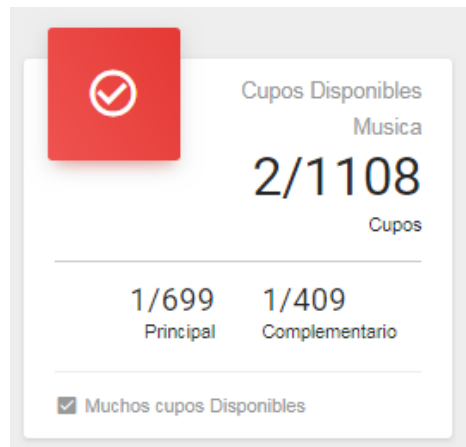 Cupos Disponibles
Musica
2/1108
Cupos
1/699 1/409
Principal Complementario
Muchos cupos Disponibles